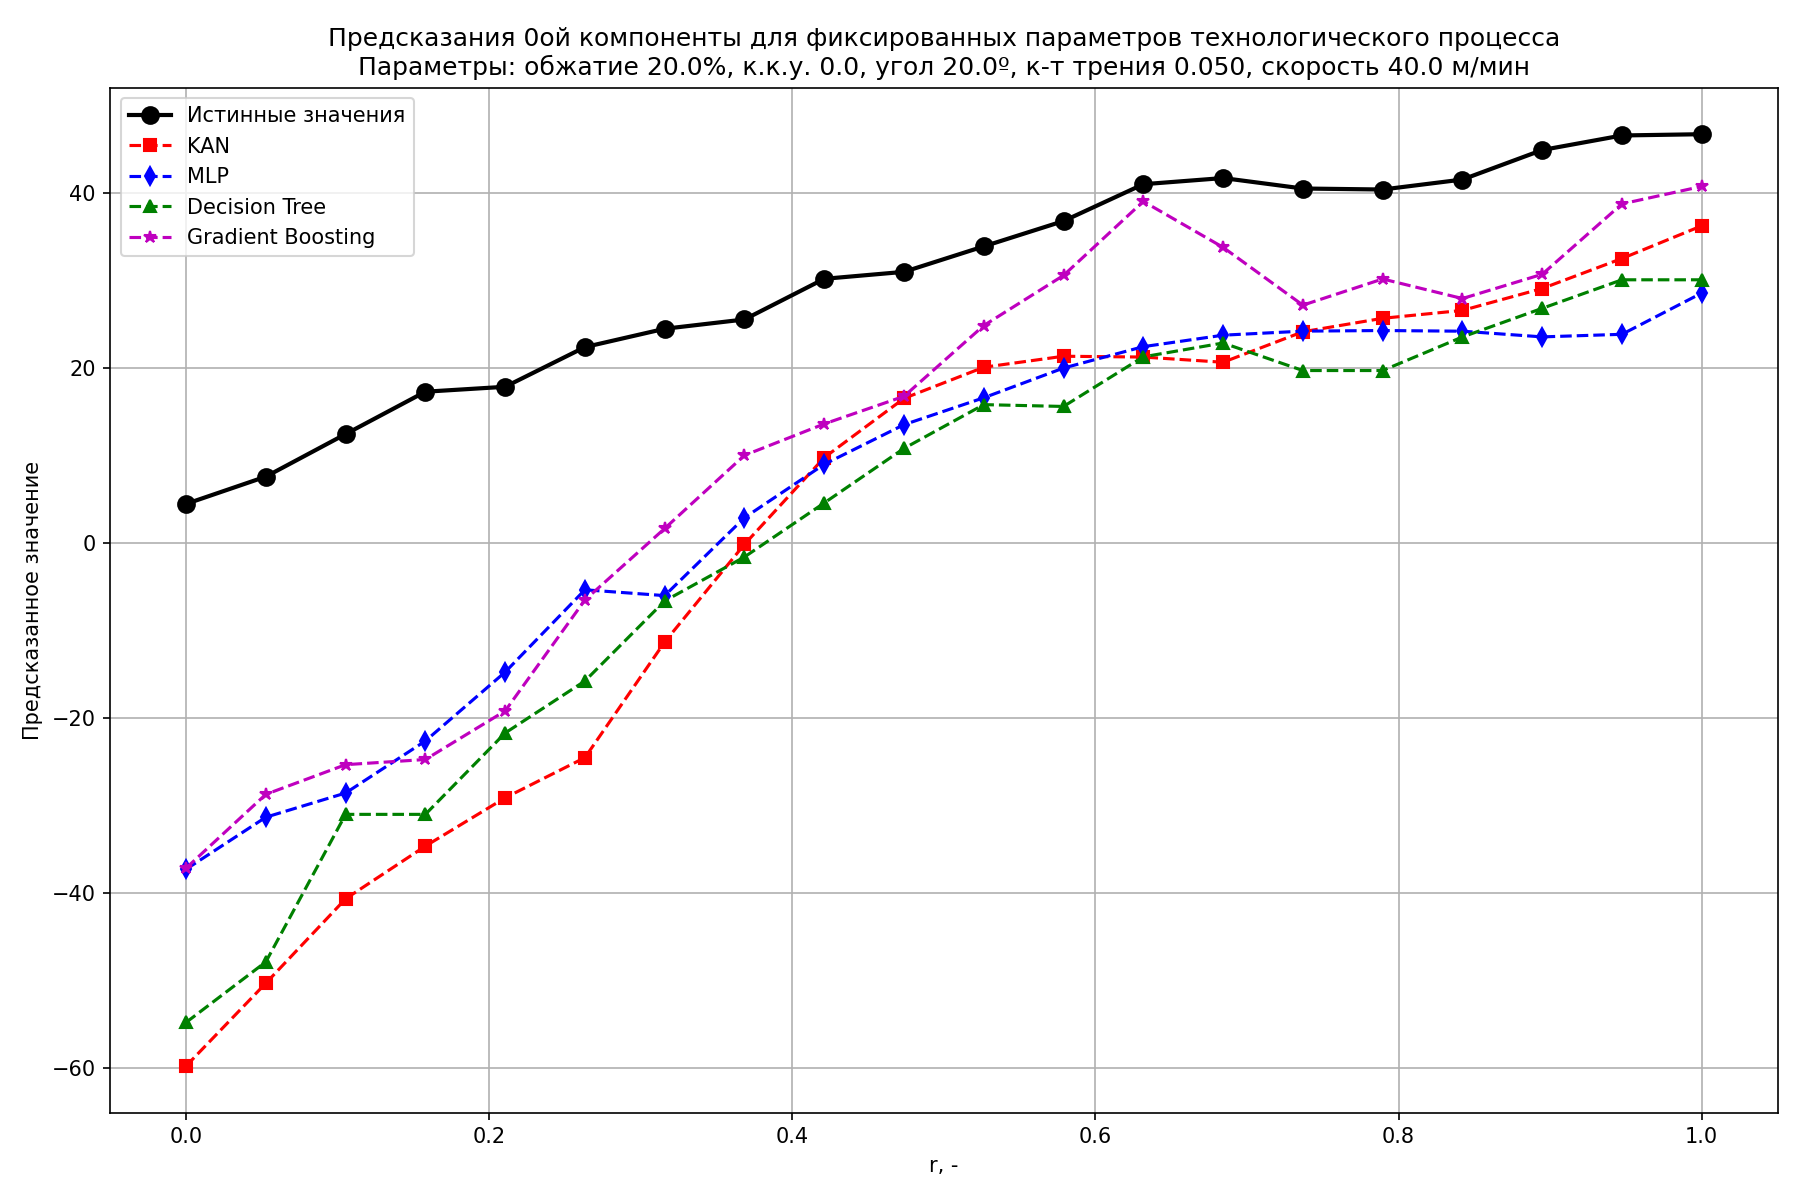 Предсказания 0ой компоненты для фиксированных параметров технологического процесса
Параметры: обжатие 20.0%, к.к.у. 0.0, угол 20.0º, к-т трения 0.050, скорость 40.0 м/мин
Истинные значения
KAN
MLP
Decision Tree
Gradient Boosting
Предсказанное значение
40
20
0
−20
−40
−60
0.0
0.2
0.4
0.6
0.8
1.0
r, -